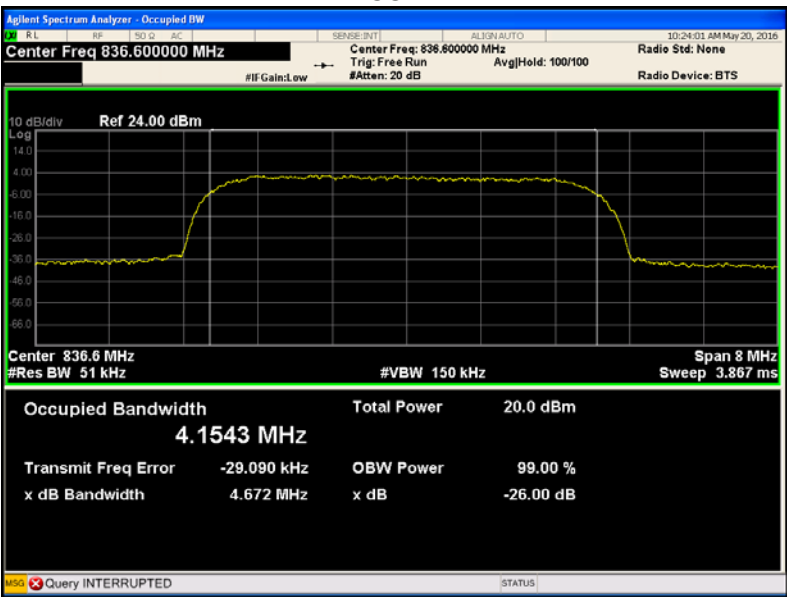 Agilent Spectrum Analyzer - Occupied BW
RL RF 50 Ω AC SENSE:INT ALIGN AUTO 10:24:01 AM May 20, 2016
Center Freq 836.600000 MHz Center Freq: 836.600000 MHz Radio Std: None
Trig: Free Run Avg|Hold: 100/100
#IFGain:Low #Atten: 20 dB Radio Device: BTS
10 dB/div Ref 24.00 dBm
Log
14.0
4.00
-6.00
-16.0
-26.0
-36.0
-46.0
-56.0
-66.0
Center 836.6 MHz Span 8 MHz
#Res BW 51 kHz #VBW 150 kHz Sweep 3.867 ms
Occupied Bandwidth Total Power 20.0 dBm
4.1543 MHz
Transmit Freq Error -29.090 kHz OBW Power 99.00 %
x dB Bandwidth 4.672 MHz x dB -26.00 dB
MSG Query INTERRUPTED STATUS